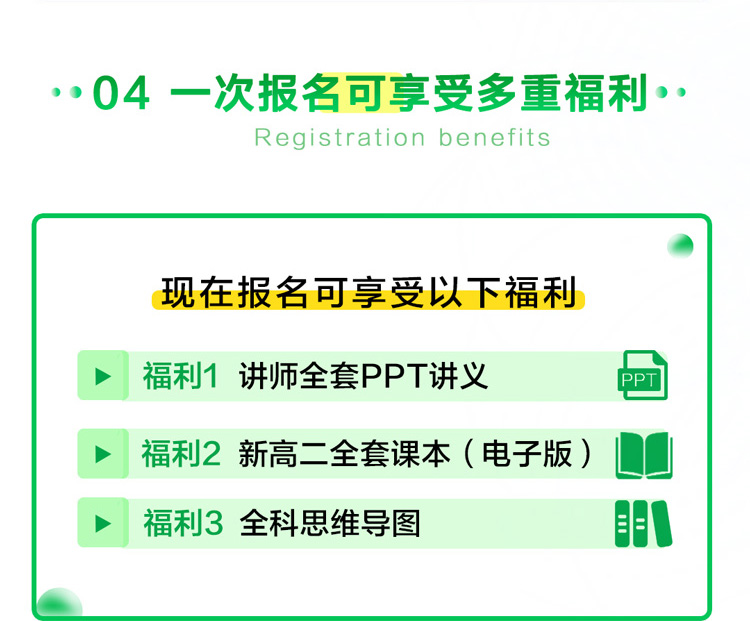 04 一次报名可享受多重福利
Registration benefits
现在报名可享受以下福利
福利1 讲师全套PPT讲义
PPT
福利2 新高二全套课本（电子版）
福利3 全科思维导图